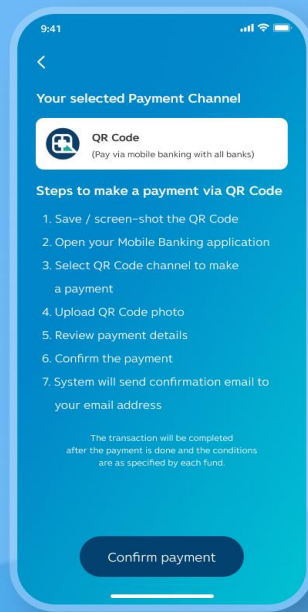 9:41
Your selected Payment Channel
QR Code
(Pay via mobile banking with all banks)
Steps to make a payment via QR Code
1. Save / screen-shot the QR Code
2. Open your Mobile Banking application
3. Select QR Code channel to make
a payment
4. Upload QR Code photo
5. Review payment details
6. Confirm the payment
7. System will send confirmation email to
your email address
The transaction will be completed
after the payment is done and the conditions
are as specified by each fund.
Confirm payment